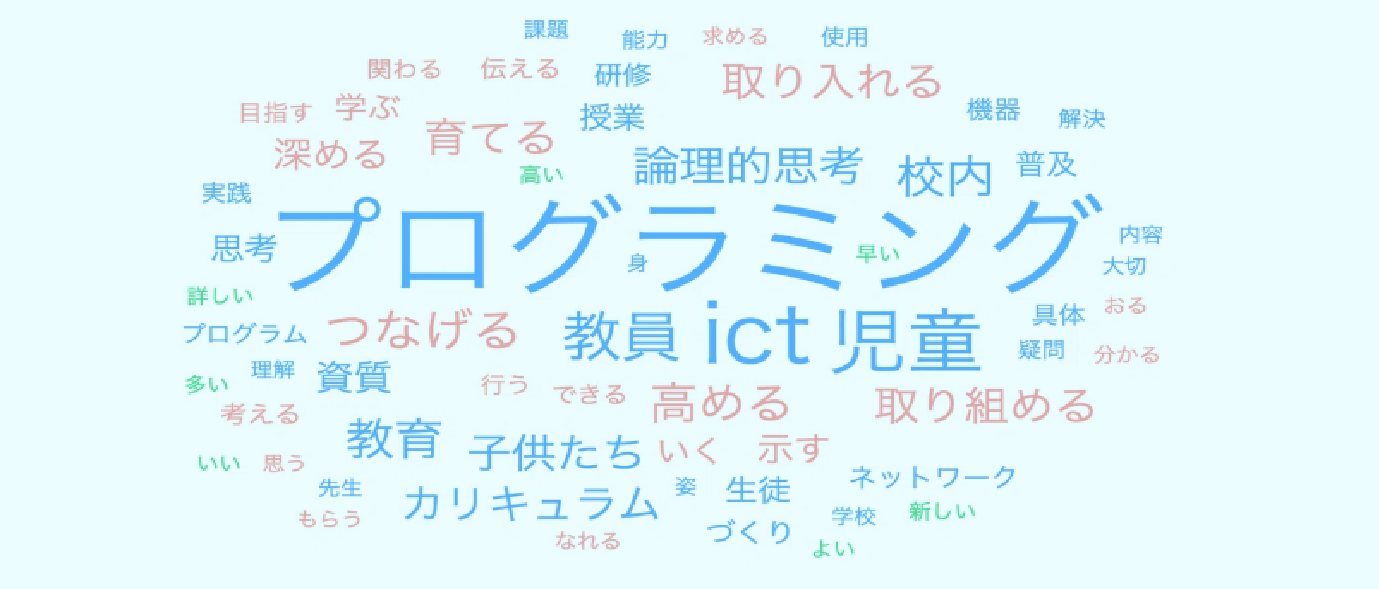 課題 能力 求める 使用
関わる 伝える 研修 取り入れる
目指す 学ぶ 育てる 授業 機器 解決
深める 高い 論理的思考 校内 普及
実践 プログラミング
思考 身 早い 内容
大切
詳しい つなげる 教員 ict 児童 具体 おる
プログラム 疑問 分かる
多い 理解 資質 行う できる 高める 取り組める
考える 教育 子供たち いく 示す
いい 思う
先生 カリキュラム 姿 生徒 ネットワーク
もらう づくり 学校 新しい
なれる よい